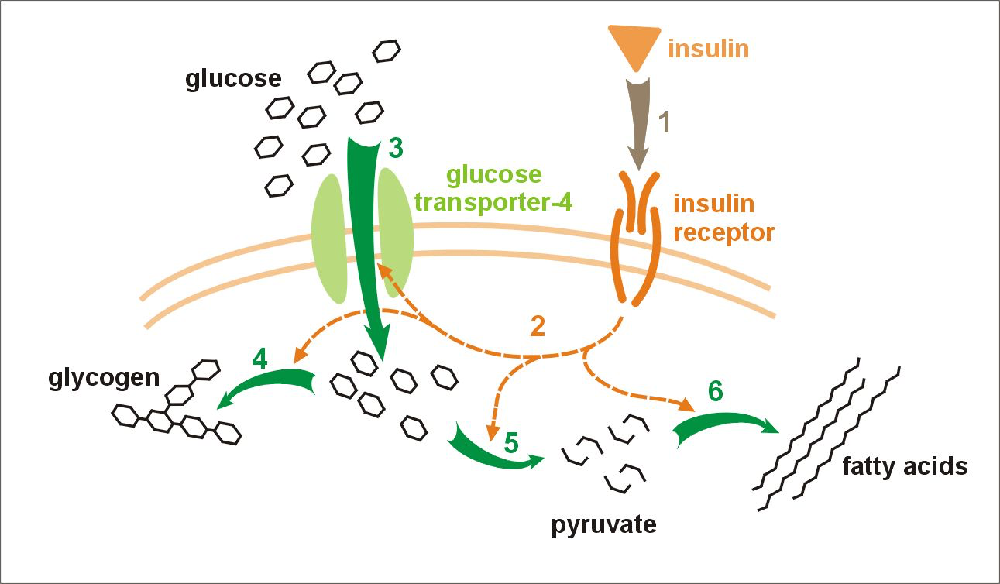 insulin
glucose
1
3
glucose
transporter-4
insulin
receptor
2
4
glycogen
6
5
fatty acids
pyruvate